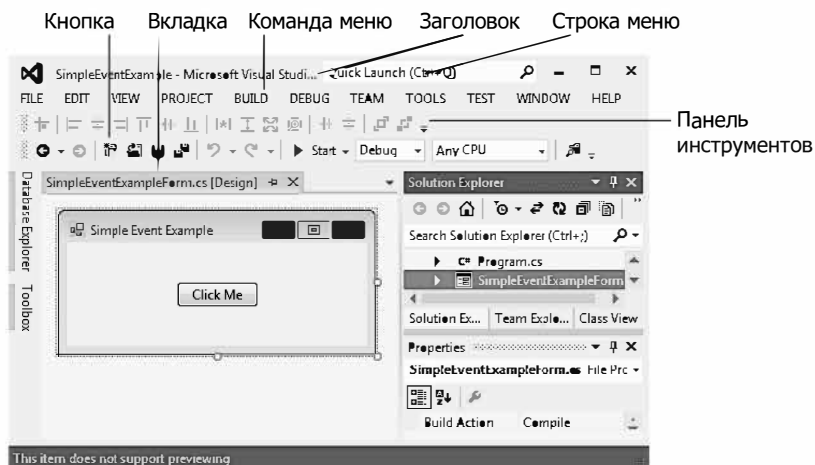 Кнопка Вкладка Команда меню Заголовок Строка меню
SimpleEventExample - Microsoft Visual Studi... Quick Launch (Ctrl+Q)
FILE EDIT VIEW PROJECT BUILD DEBUG TEAM TOOLS TEST WINDOW HELP
Панель
инструментов
Start Debug Any CPU
Database Explorer
Toolbox
SimpleEventExampleForm.cs [Design]
Simple Event Example
Click Me
Solution Explorer
Search Solution Explorer (Ctrl+;)
C# Program.cs
SimpleEventExampleForm
Solution Ex... Team Explo... Class View
Properties
SimpleEventExampleForm.cs File Prc
Build Action Compile
This item does not support previewing